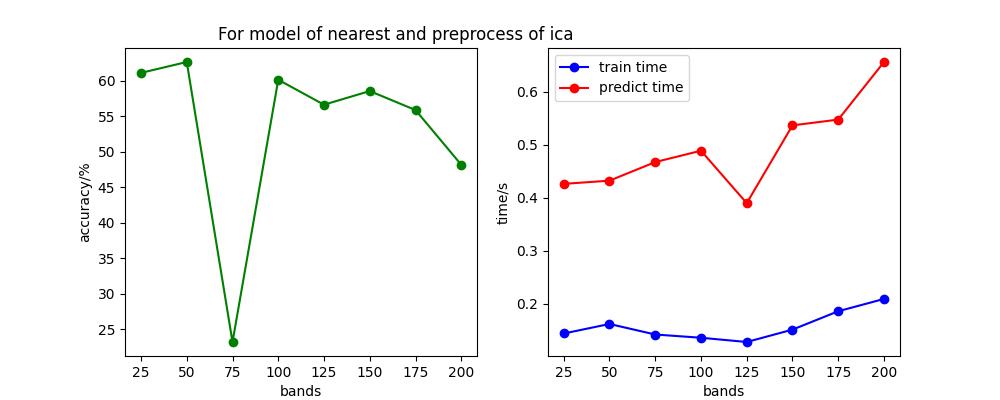 For model of nearest and preprocess of ica
60
55
50
45
40
35
30
25
accuracy/%
25 50 75 100 125 150 175 200
bands
train time
predict time
0.6
0.5
0.4
0.3
0.2
time/s
25 50 75 100 125 150 175 200
bands